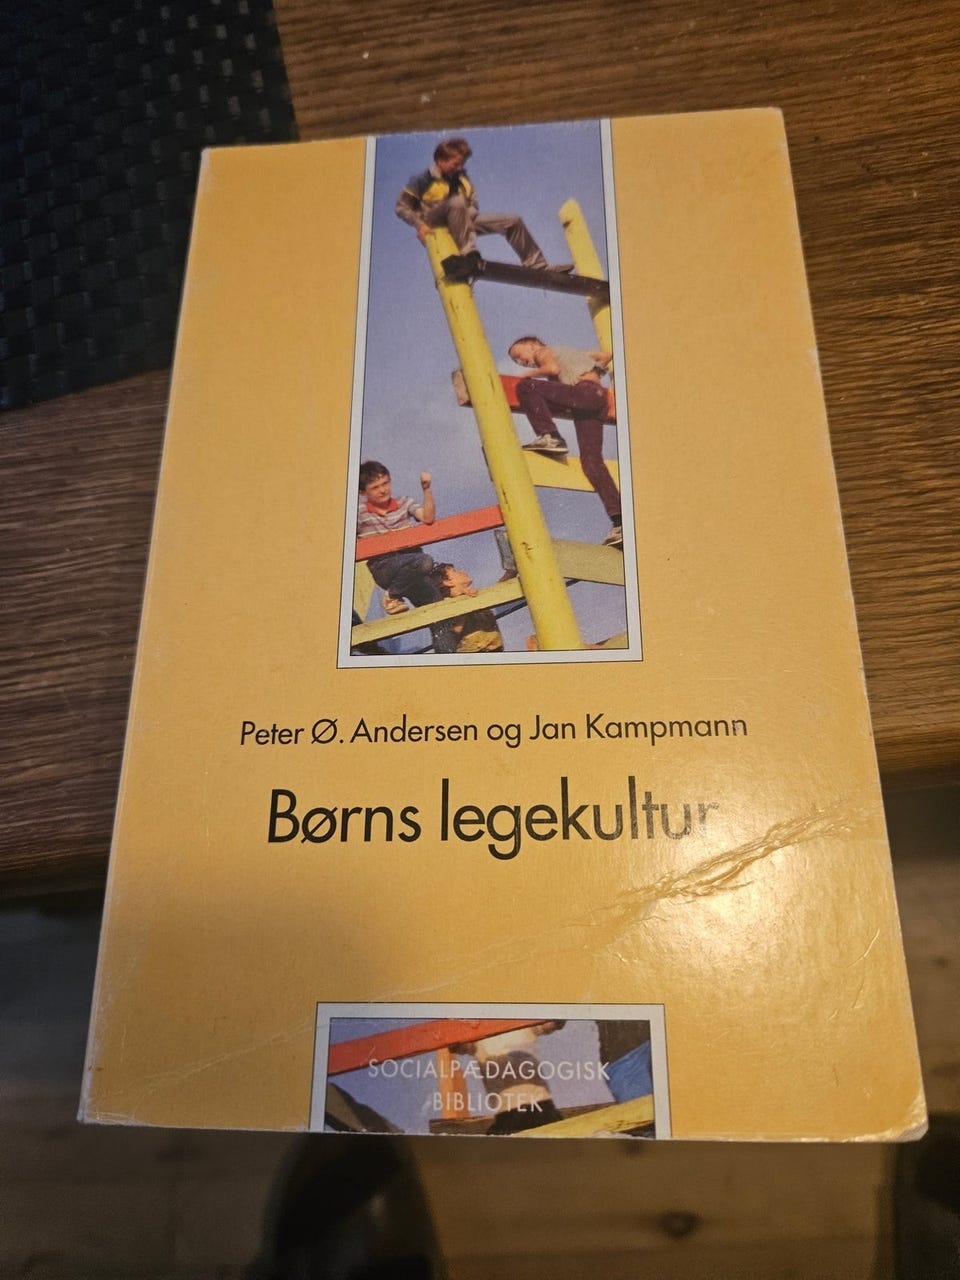 Peter Ø. Andersen og Jan Kampmann
Børns legekultur
SOCIALPÆDAGOGISK
BIBLIOTEK